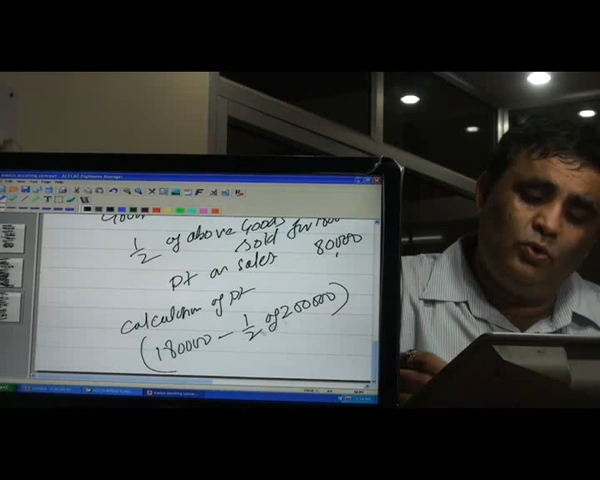 1/2 of above Goods
sold for 1800
Pt on sales 80000
Calculation of Pt
(180000 - 1/2 of 200000)